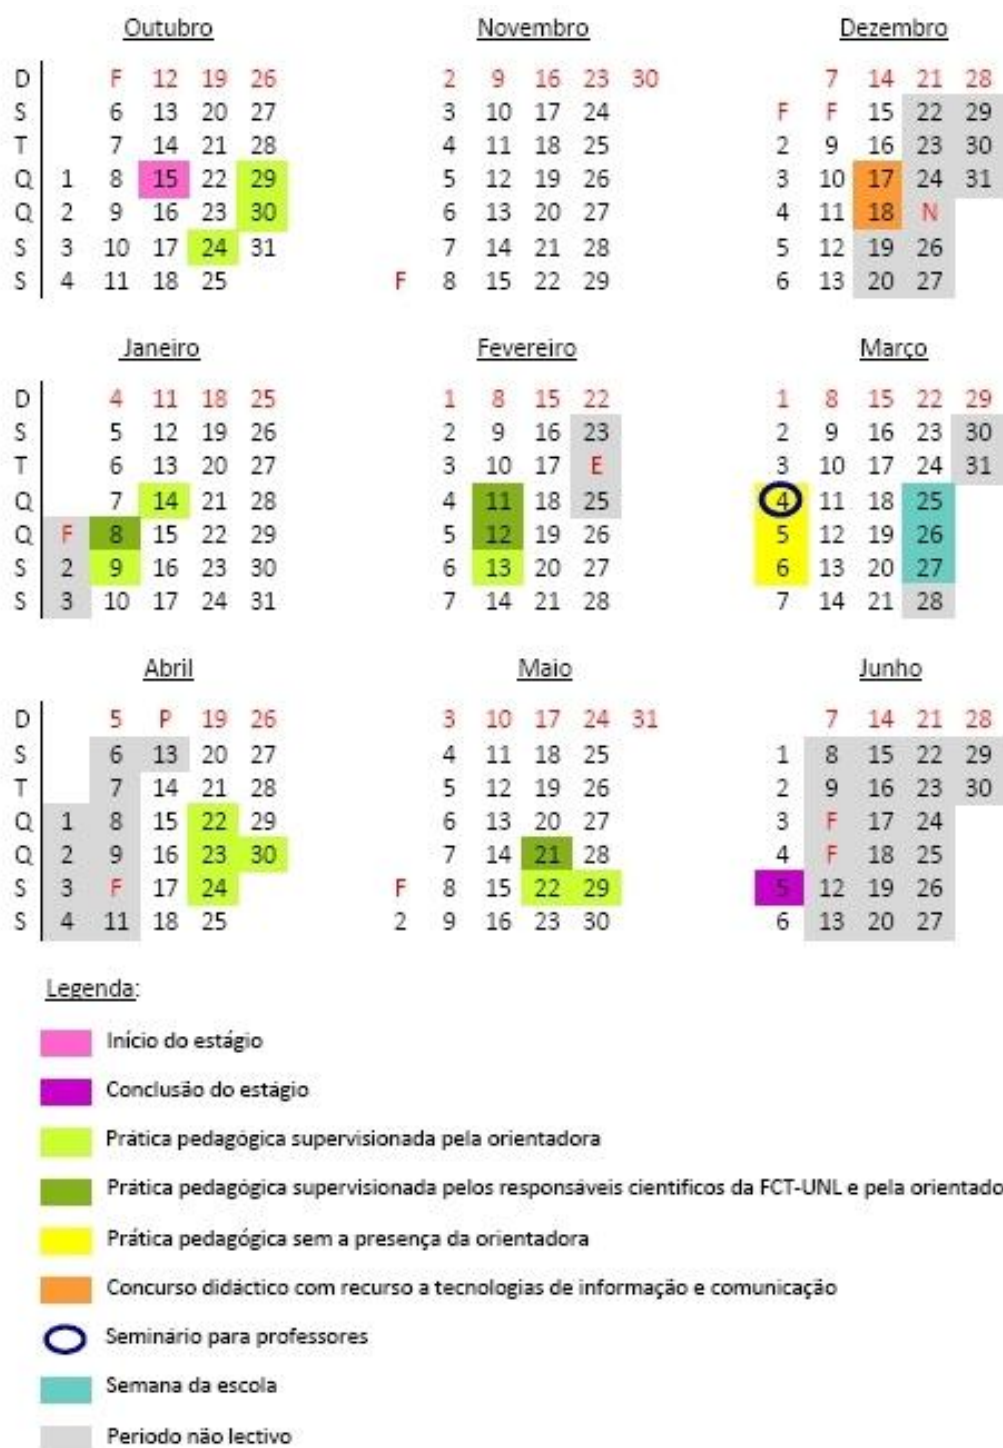 Outubro Novembro Dezembro
D F 12 19 26 2 9 16 23 30 7 14 21 28
S 6 13 20 27 3 10 17 24 F F 15 22 29
T 7 14 21 28 4 11 18 25 2 9 16 23 30
Q 1 8 15 22 29 5 12 19 26 3 10 17 24 31
Q 2 9 16 23 30 6 13 20 27 4 11 18 N
S 3 10 17 24 31 7 14 21 28 5 12 19 26
S 4 11 18 25 F 8 15 22 29 6 13 20 27
Janeiro Fevereiro Março
D 4 11 18 25 1 8 15 22 1 8 15 22 29
S 5 12 19 26 2 9 16 23 2 9 16 23 30
T 6 13 20 27 3 10 17 E 3 10 17 24 31
Q 7 14 21 28 4 11 18 25 4 11 18 25
Q F 8 15 22 29 5 12 19 26 5 12 19 26
S 2 9 16 23 30 6 13 20 27 6 13 20 27
S 3 10 17 24 31 7 14 21 28 7 14 21 28
Abril Maio Junho
D 5 P 19 26 3 10 17 24 31 7 14 21 28
S 6 13 20 27 4 11 18 25 1 8 15 22 29
T 7 14 21 28 5 12 19 26 2 9 16 23 30
Q 1 8 15 22 29 6 13 20 27 3 F 17 24
Q 2 9 16 23 30 7 14 21 28 4 F 18 25
S 3 F 17 24 F 8 15 22 29 5 12 19 26
S 4 11 18 25 2 9 16 23 30 6 13 20 27
Legenda:
Início do estágio
Conclusão do estágio
Prática pedagógica supervisionada pela orientadora
Prática pedagógica supervisionada pelos responsáveis científicos da FCT-UNL e pela orientado
Prática pedagógica sem a presença da orientadora
Concurso didáctico com recurso a tecnologias de informação e comunicação
Seminário para professores
Semana da escola
Periodo não lectivo